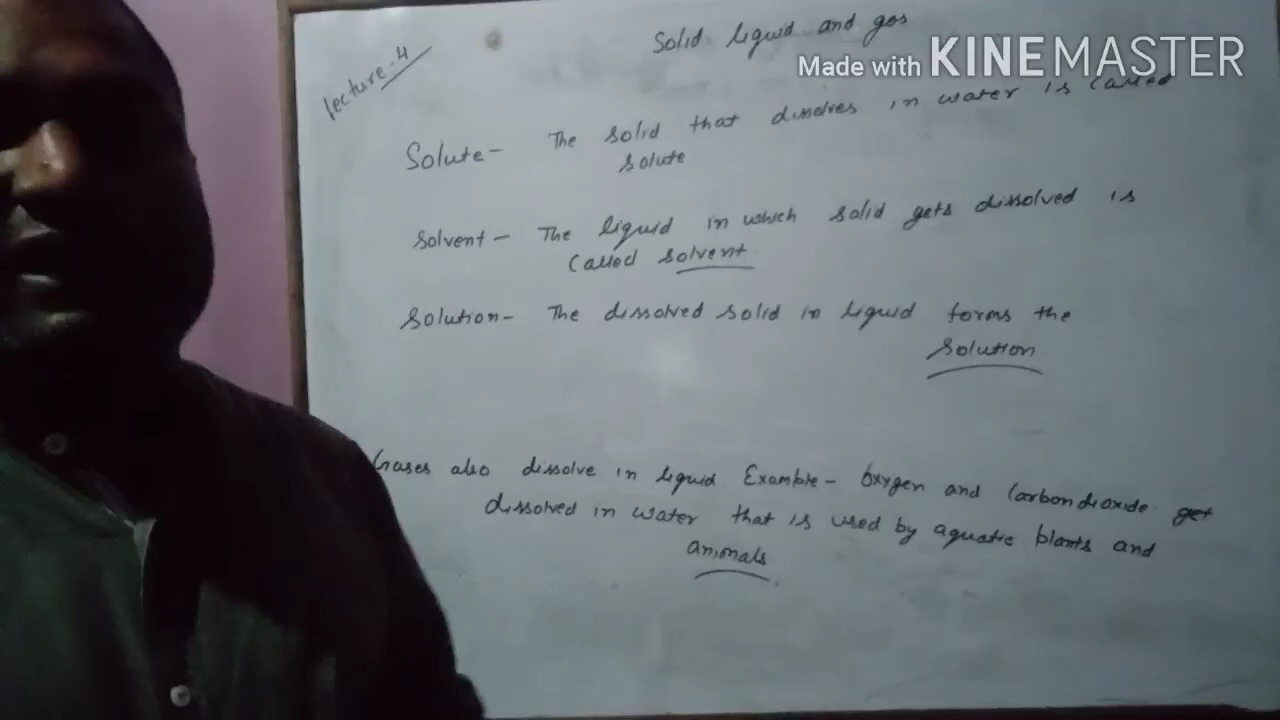 Solid liquid and gas
Made with KINEMASTER
lecture-4
Solute- The solid that dissolves in water is called
solute
Solvent- The liquid in which solid gets dissolved is
called solvent
Solution- The dissolved solid in liquid forms the
solution
Gases also dissolve in liquid Example- Oxygen and Carbondioxide get
dissolved in water that is used by aquatic plants and
animals